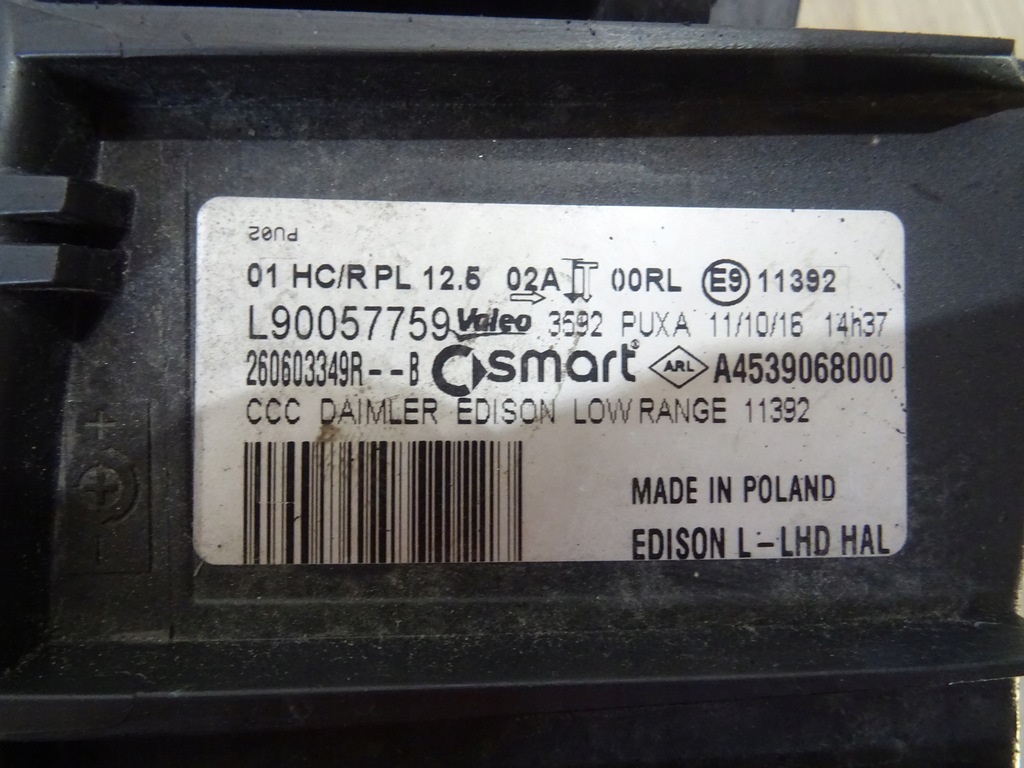 PU02
01 HC/R PL 12.5 02A 00RL E9 11392
L90057759 Valeo 3592 PUXA 11/10/16 14h37
260603349R--B smart® ARL A4539068000
CCC DAIMLER EDISON LOW RANGE 11392
MADE IN POLAND
EDISON L-LHD HAL